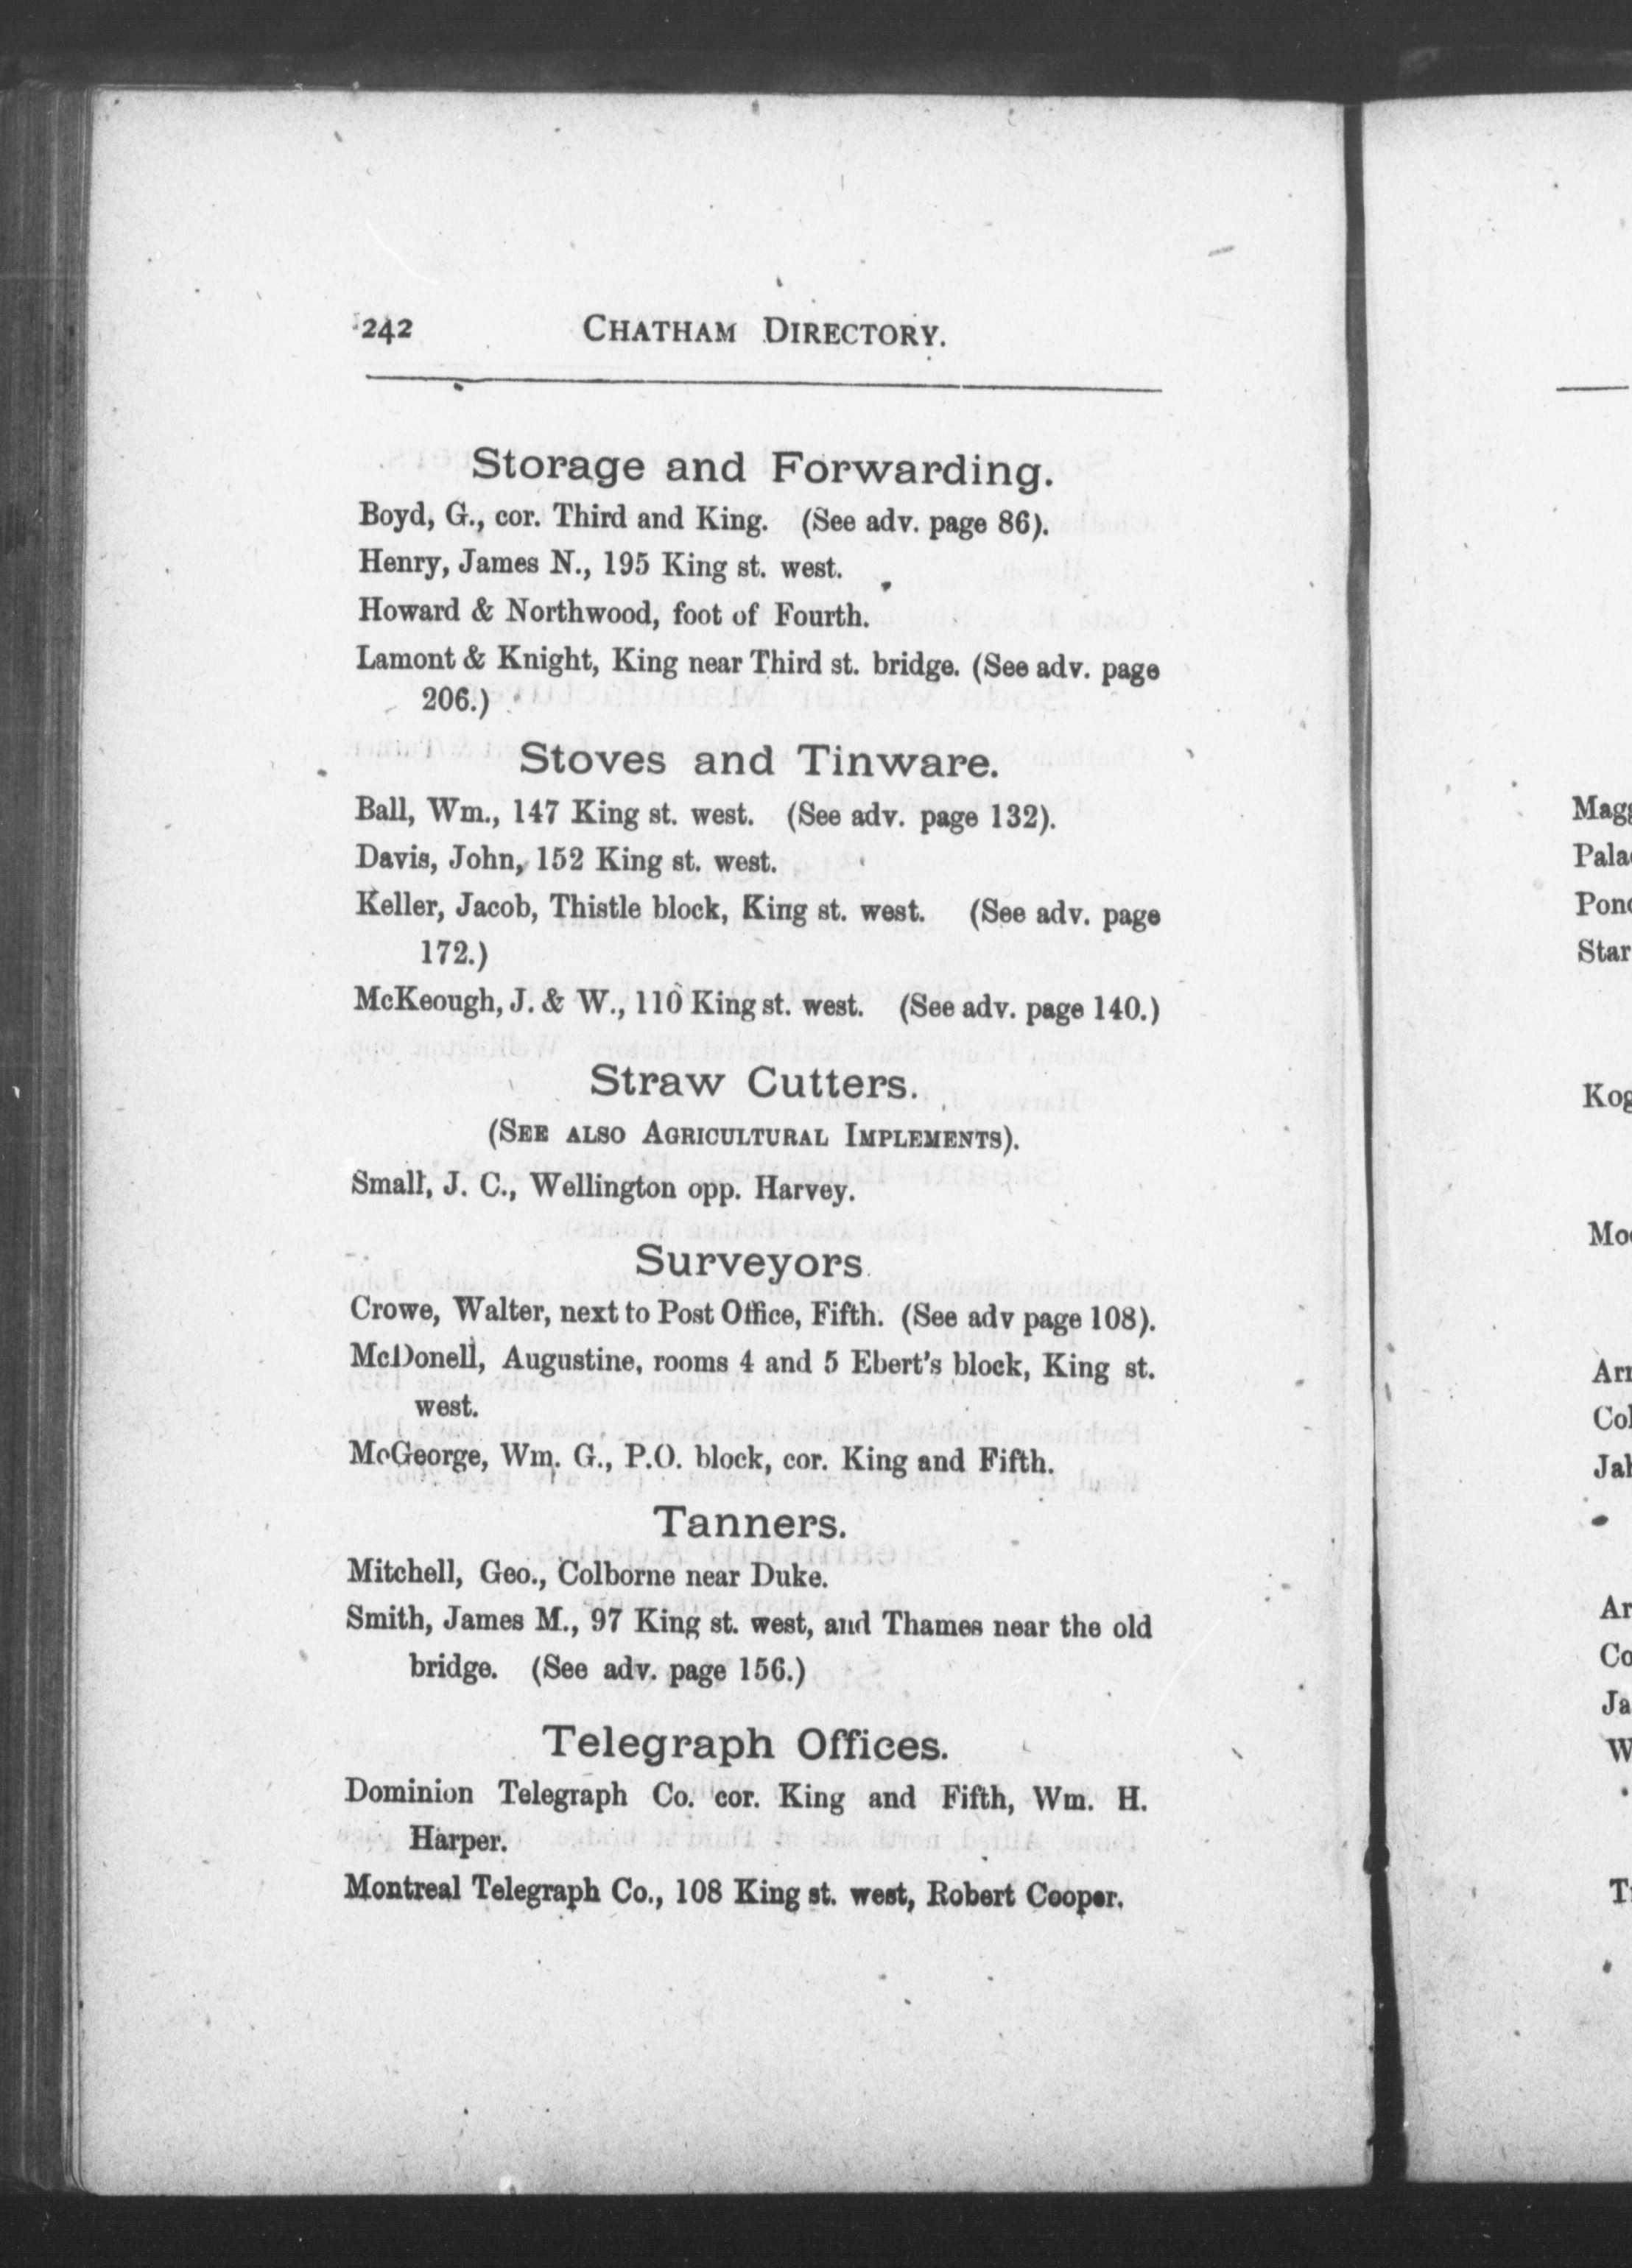 242 CHATHAM DIRECTORY.
Storage and Forwarding.
Boyd, G., cor. Third and King. (See adv. page 86).
Henry, James N., 195 King st. west.
Howard & Northwood, foot of Fourth.
Lamont & Knight, King near Third st. bridge. (See adv. page
206.)
Stoves and Tinware.
Ball, Wm., 147 King st. west. (See adv. page 132).
Davis, John, 152 King st. west.
Keller, Jacob, Thistle block, King st. west. (See adv. page
172.)
McKeough, J. & W., 110 King st. west. (See adv. page 140.)
Straw Cutters.
(SEE ALSO AGRICULTURAL IMPLEMENTS).
Small, J. C., Wellington opp. Harvey.
Surveyors.
Crowe, Walter, next to Post Office, Fifth. (See adv page 108).
McDonell, Augustine, rooms 4 and 5 Ebert's block, King st.
west.
McGeorge, Wm. G., P.O. block, cor. King and Fifth.
Tanners.
Mitchell, Geo., Colborne near Duke.
Smith, James M., 97 King st. west, and Thames near the old
bridge. (See adv. page 156.)
Telegraph Offices.
Dominion Telegraph Co. cor. King and Fifth, Wm. H.
Harper.
Montreal Telegraph Co., 108 King st. west, Robert Cooper.
Star